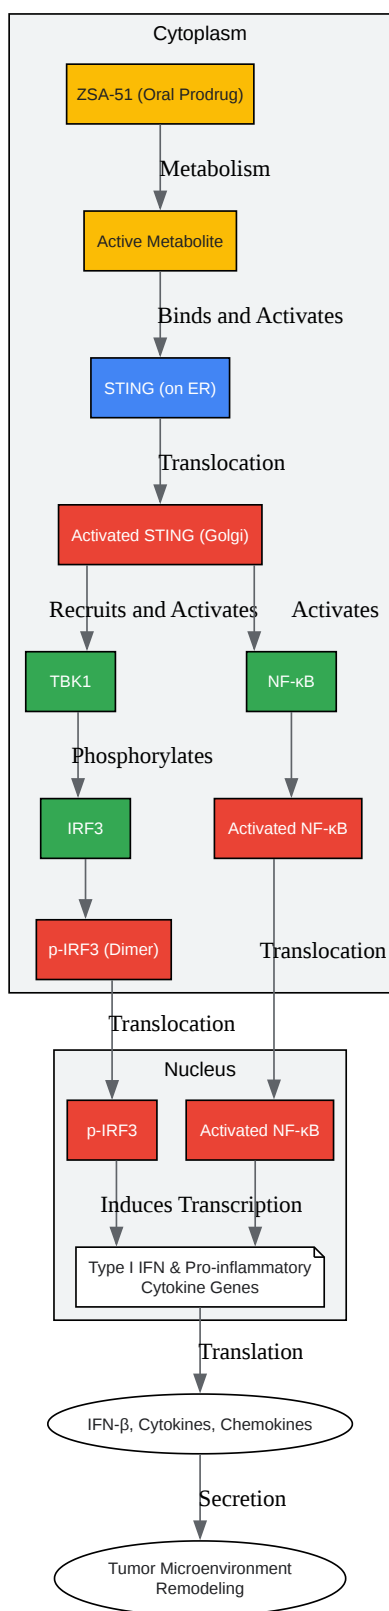 Cytoplasm
ZSA-51 (Oral Prodrug)
Metabolism
Active Metabolite
Binds and Activates
STING (on ER)
Translocation
Activated STING (Golgi)
Recruits and Activates
Activates
TBK1
NF-κB
Phosphorylates
IRF3
Activated NF-κB
p-IRF3 (Dimer)
Translocation
Translocation
Nucleus
p-IRF3
Activated NF-κB
Induces Transcription
Type I IFN & Pro-inflammatory
Cytokine Genes
Translation
IFN-β, Cytokines, Chemokines
Secretion
Tumor Microenvironment
Remodeling